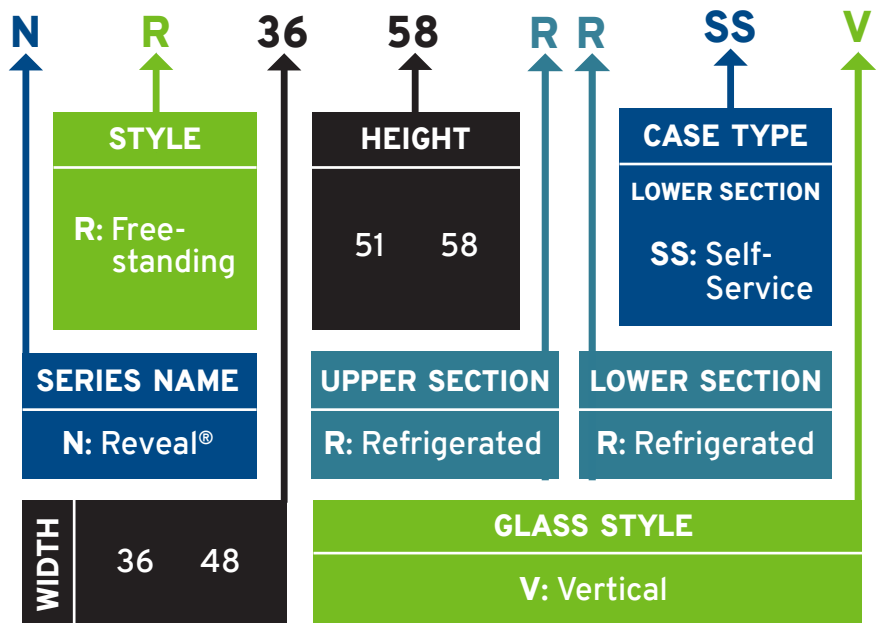 N R 36 58 R R SS V
STYLE
R: Free-
standing
HEIGHT
51 58
CASE TYPE
LOWER SECTION
SS: Self-
Service
SERIES NAME
N: Reveal®
UPPER SECTION
R: Refrigerated
LOWER SECTION
R: Refrigerated
WIDTH
36 48
GLASS STYLE
V: Vertical